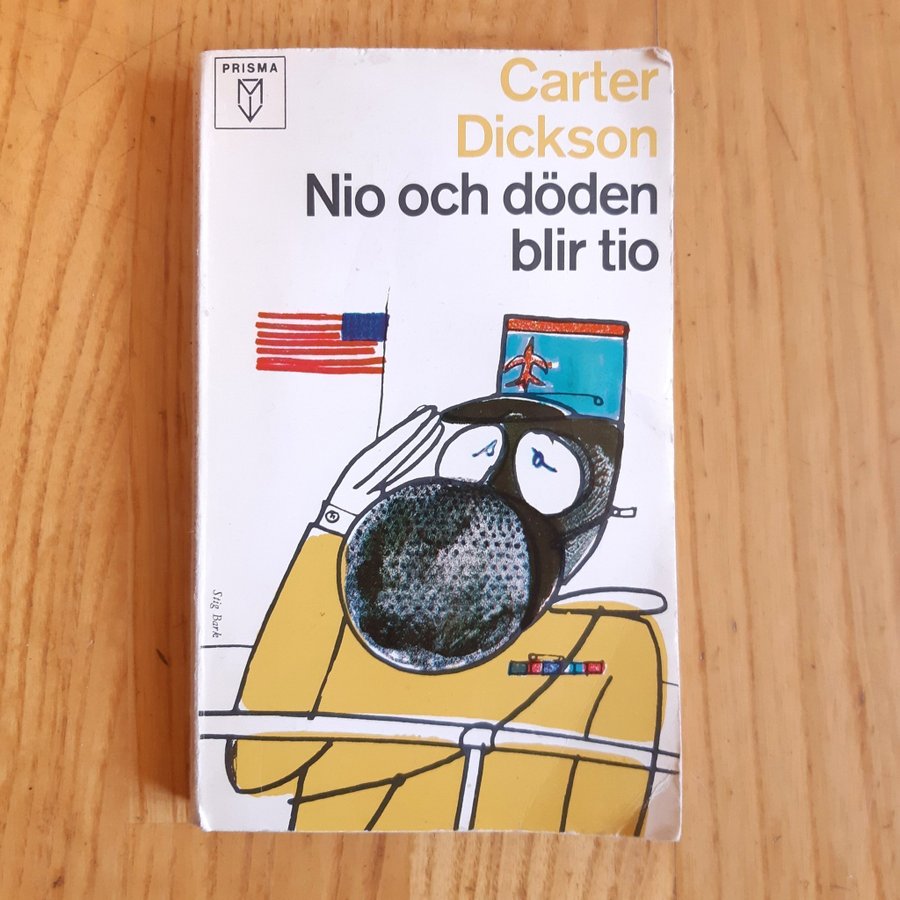 PRISMA
Carter
Dickson
Nio och döden
blir tio
Stig Bark